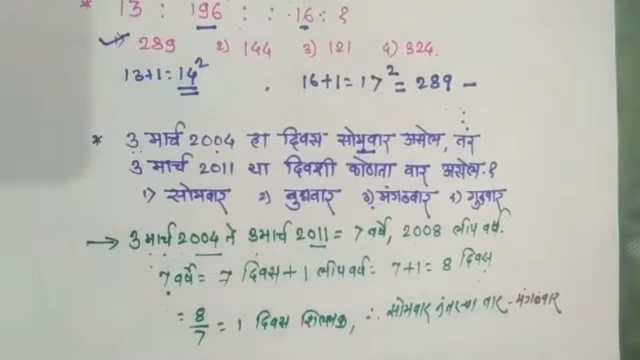 * 13 : 196 : : 16 : ?
1) 289 2) 144 3) 121 4) 324.
13+1 = 14² . 16+1 = 17² = 289 –
* 3 मार्च 2004 हा दिवस सोमवार असेल, तर
3 मार्च 2011 या दिवशी कोणता वार असेल-?
1) सोमवार 2) बुधवार 3) मंगळवार 4) गुरुवार
→ 3 मार्च 2004 ते 3 मार्च 2011 = 7 वर्षे, 2008 लीप वर्ष.
7 वर्षे = 7 दिवस + 1 लीपवर्ष = 7+1 = 8 दिवस
= 8/7 = 1 दिवस शिल्लक, ∴ सोमवार नंतरचा वार - मंगळवार